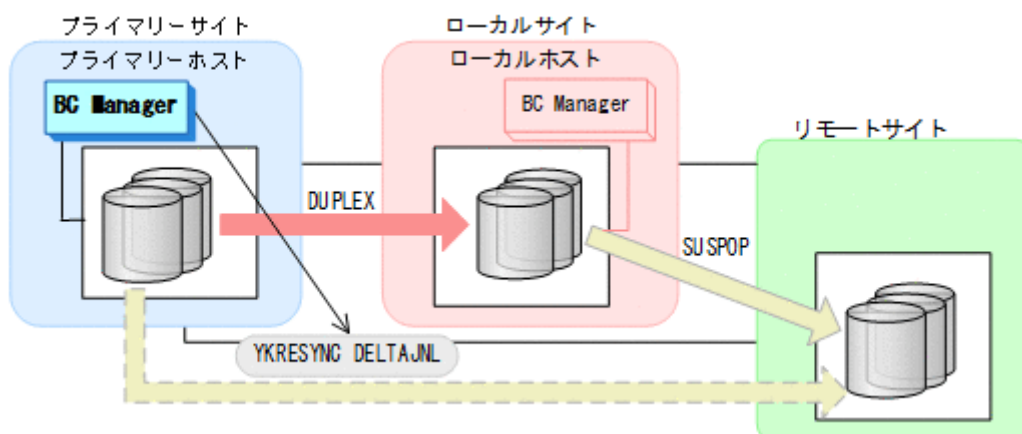 プライマリーサイト
ローカルサイト
プライマリーホスト
ローカルホスト
BC Manager
BC Manager
リモートサイト
DUPLEX
SUSPOP
YKRESYNC DELTAJNL